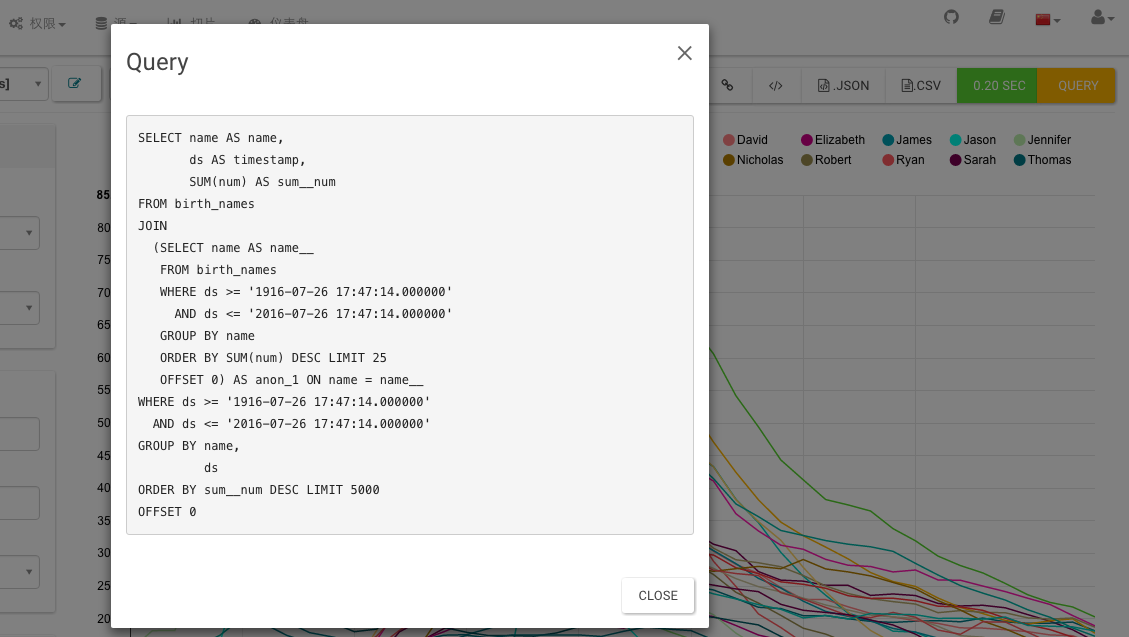 权限
源
切片
仪表盘
s]
.JSON
.CSV
0.20 SEC
QUERY
Query
SELECT name AS name,
ds AS timestamp,
SUM(num) AS sum__num
FROM birth_names
JOIN
(SELECT name AS name__
FROM birth_names
WHERE ds >= '1916-07-26 17:47:14.000000'
AND ds <= '2016-07-26 17:47:14.000000'
GROUP BY name
ORDER BY SUM(num) DESC LIMIT 25
OFFSET 0) AS anon_1 ON name = name__
WHERE ds >= '1916-07-26 17:47:14.000000'
AND ds <= '2016-07-26 17:47:14.000000'
GROUP BY name,
ds
ORDER BY sum__num DESC LIMIT 5000
OFFSET 0
CLOSE
David Elizabeth James Jason Jennifer
Nicholas Robert Ryan Sarah Thomas
85
80
75
70
65
60
55
50
45
40
35
30
25
20